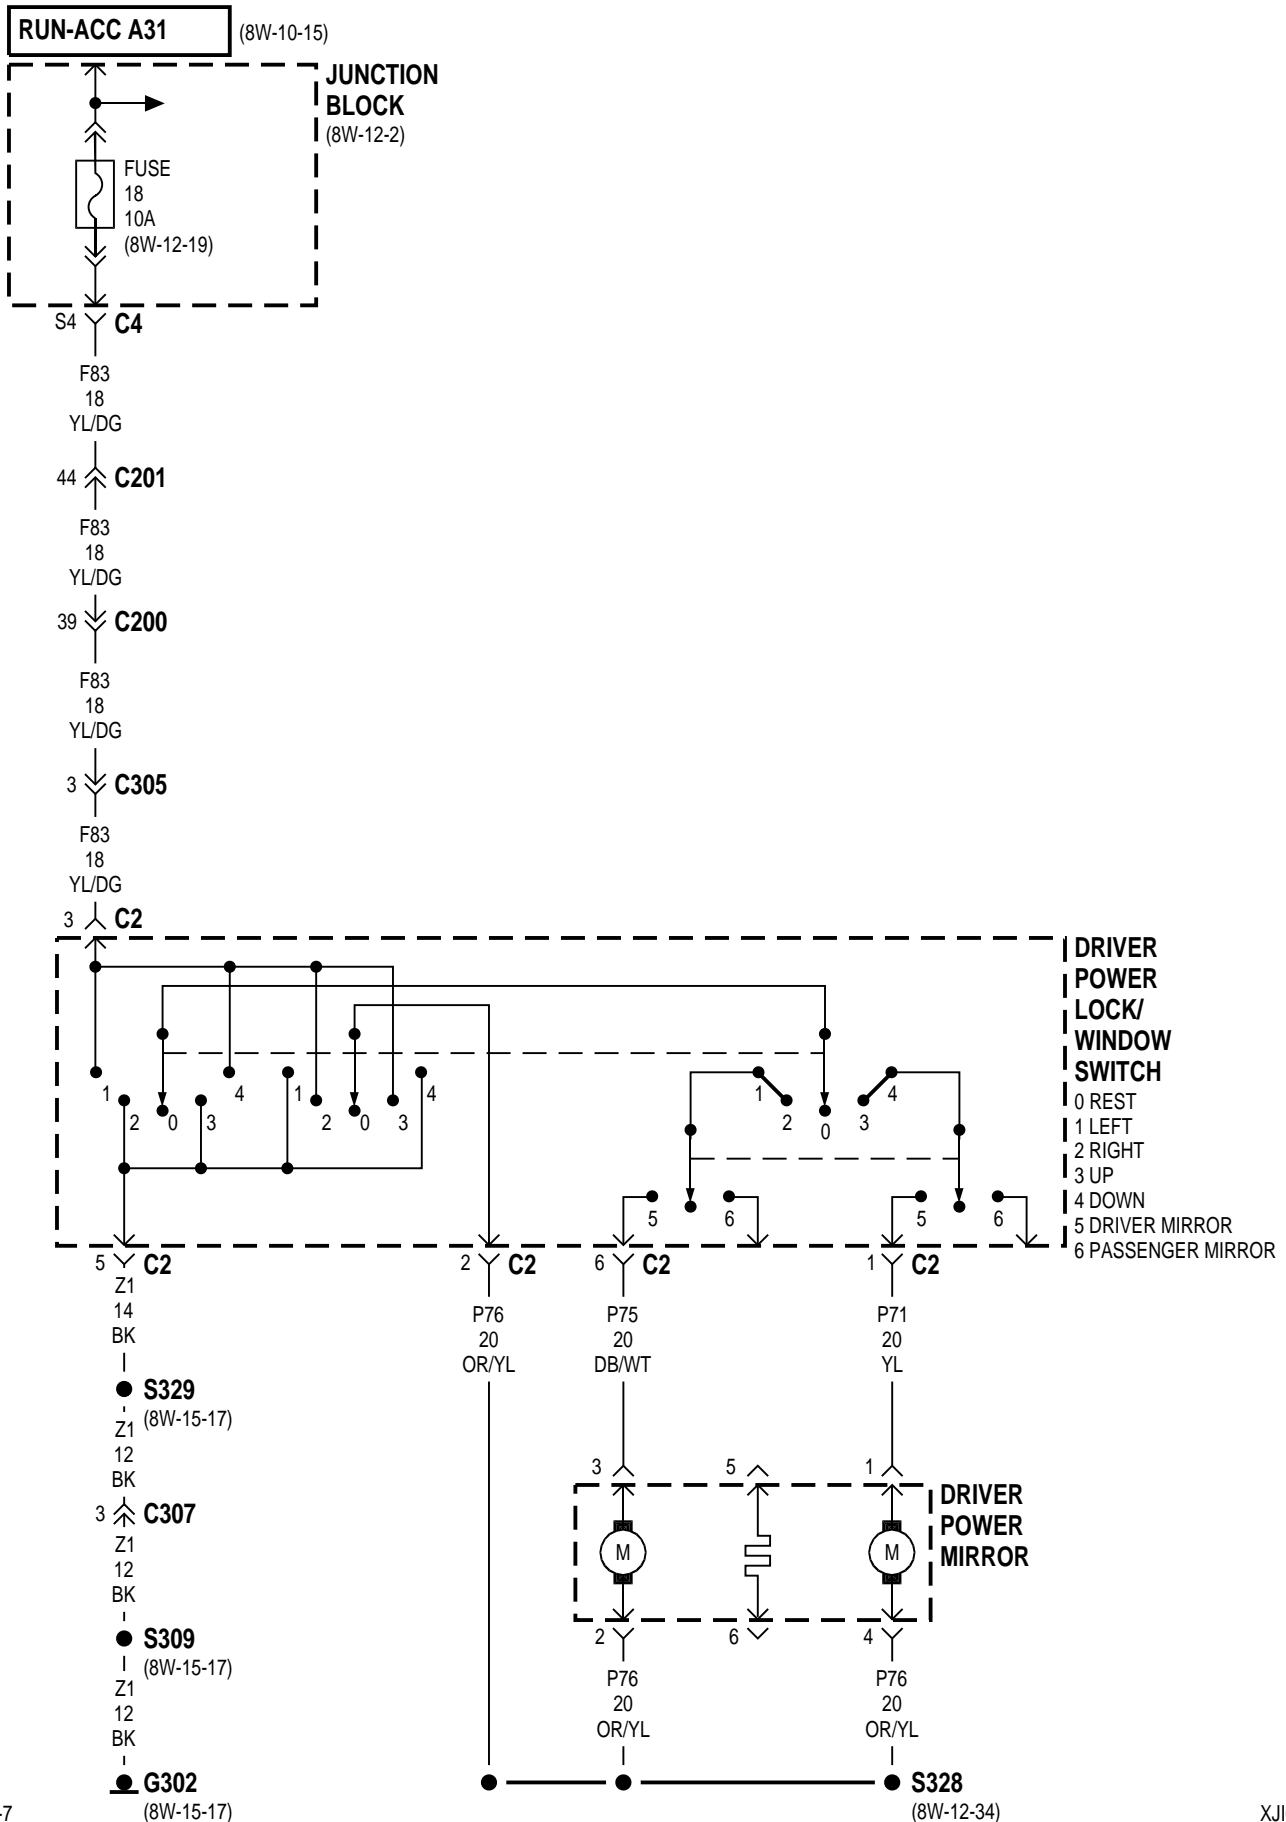 RUN-ACC A31 (8W-10-15)
JUNCTION
BLOCK
(8W-12-2)
FUSE
18
10A
(8W-12-19)
S4 C4
F83
18
YL/DG
44 C201
F83
18
YL/DG
39 C200
F83
18
YL/DG
3 C305
F83
18
YL/DG
3 C2
DRIVER
POWER
LOCK/
WINDOW
SWITCH
0 REST
1 LEFT
2 RIGHT
3 UP
4 DOWN
5 DRIVER MIRROR
6 PASSENGER MIRROR
1 4 1 4 1 4
2 0 3 2 0 3 2 0 3
5 6 5 6
5 C2 2 C2 6 C2 1 C2
Z1
14
BK
P76
20
OR/YL
P75
20
DB/WT
P71
20
YL
S329
(8W-15-17)
Z1
12
BK
3 C307
Z1
12
BK
3 5 1
DRIVER
POWER
MIRROR
M M
2 6 4
S309
(8W-15-17)
Z1
12
BK
P76
20
OR/YL
P76
20
OR/YL
G302
(8W-15-17)
S328
(8W-12-34)
-7
XJI